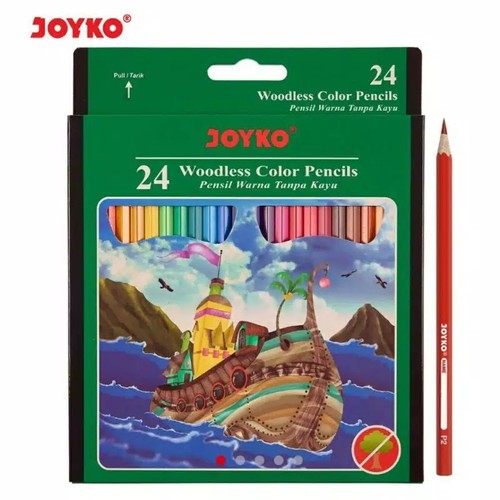 JOYKO®
Pull / Tarik
24
Woodless Color Pencils
Pensil Warna Tanpa Kayu
JOYKO®
24 Woodless Color Pencils
Pensil Warna Tanpa Kayu
JOYKO
NAME
P2